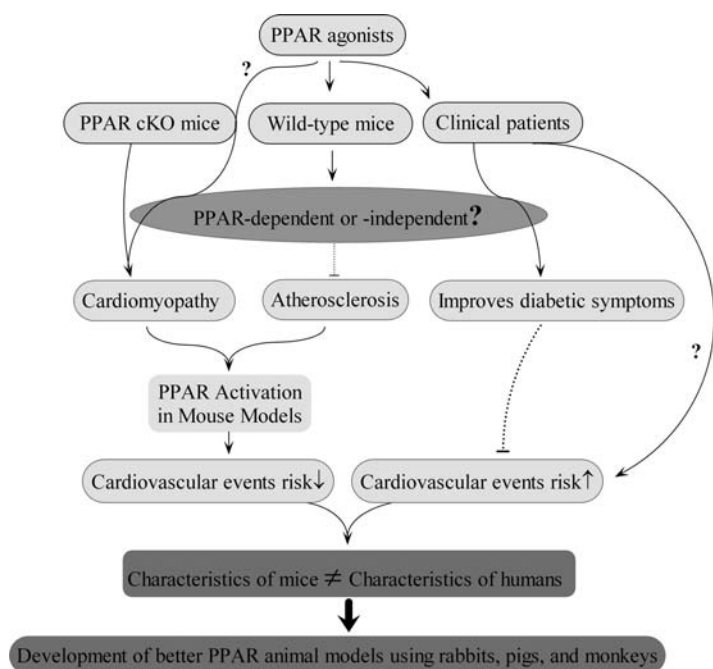 PPAR agonists
?
PPAR cKO mice
Wild-type mice
Clinical patients
PPAR-dependent or -independent?
Cardiomyopathy
Atherosclerosis
Improves diabetic symptoms
?
PPAR Activation
in Mouse Models
Cardiovascular events risk↓
Cardiovascular events risk↑
Characteristics of mice ≠ Characteristics of humans
Development of better PPAR animal models using rabbits, pigs, and monkeys